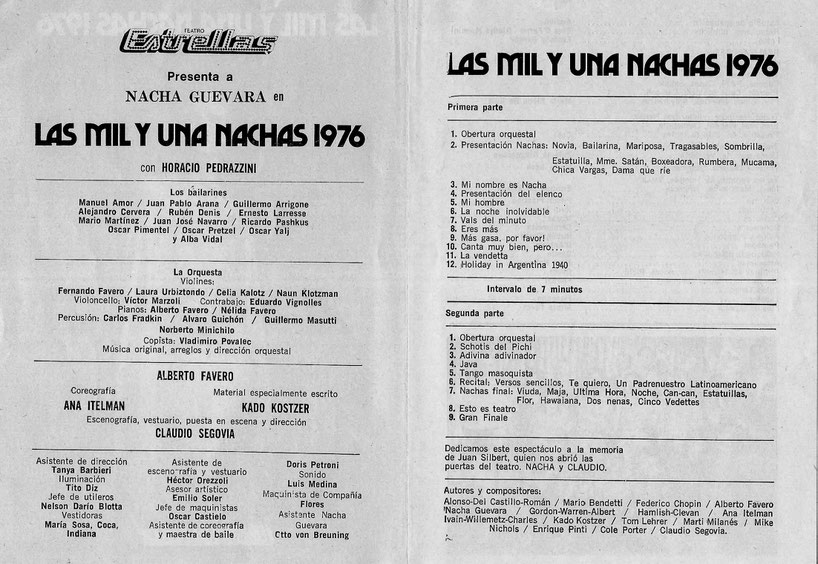 TEATRO
Estrellas
Presenta a
NACHA GUEVARA en
LAS MIL Y UNA NACHAS 1976
con HORACIO PEDRAZZINI
Los bailarines
Manuel Amor / Juan Pablo Arana / Guillermo Arrigone
Alejandro Cervera / Rubén Denis / Ernesto Larresse
Mario Martínez / Juan José Navarro / Ricardo Pashkus
Oscar Pimentel / Oscar Pretzel / Oscar Yalj
y Alba Vidal
La Orquesta
Violines:
Fernando Favero / Laura Urbiztondo / Celia Kalotz / Naun Klotzman
Violoncello: Víctor Marzoli Contrabajo: Eduardo Vignolles
Pianos: Alberto Favero / Nélida Favero
Percusión: Carlos Fradkin / Alvaro Guichón / Guillermo Masutti
Norberto Minichilo
Copista: Vladimiro Povalec
Música original, arreglos y dirección orquestal
ALBERTO FAVERO
Coreografía Material especialmente escrito
ANA ITELMAN KADO KOSTZER
Escenografía, vestuario, puesta en escena y dirección
CLAUDIO SEGOVIA
Asistente de dirección
Tanya Barbieri
Iluminación
Tito Diz
Jefe de utileros
Nelson Darío Blotta
Vestidoras
María Sosa, Coca,
Indiana
Asistente de
escenografía y vestuario
Héctor Orezzoli
Asesor artístico
Emilio Soler
Jefe de maquinistas
Oscar Castielo
Asistente de coreografía
y maestra de baile
Doris Petroni
Sonido
Luis Medina
Maquinista de Compañía
Flores
Asistente Nacha
Guevara
Otto von Breuning
LAS MIL Y UNA NACHAS 1976
Primera parte
1. Obertura orquestal
2. Presentación Nachas: Novia, Bailarina, Mariposa, Tragasables, Sombrilla,
Estatuilla, Mme. Satán, Boxeadora, Rumbera, Mucama,
Chica Vargas, Dama que ríe
3. Mi nombre es Nacha
4. Presentación del elenco
5. Mi hombre
6. La noche inolvidable
7. Vals del minuto
8. Eres más
9. Más gasa, por favor!
10. Canta muy bien, pero...
11. La vendetta
12. Holiday in Argentina 1940
Intervalo de 7 minutos
Segunda parte
1. Obertura orquestal
2. Schotis del Pichi
3. Adivina adivinador
4. Java
5. Tango masoquista
6. Recital: Versos sencillos, Te quiero, Un Padrenuestro Latinoamericano
7. Nachas final: Viuda, Maja, Ultima Hora, Noche, Can-can, Estatuillas,
Flor, Hawaiana, Dos nenas, Cinco Vedettes
8. Esto es teatro
9. Gran Finale
Dedicamos este espectáculo a la memoria
de Juan Silbert, quien nos abrió las
puertas del teatro. NACHA y CLAUDIO.
Autores y compositores:
Alonso-Del Castillo-Román / Mario Bendetti / Federico Chopin / Alberto Favero
Nacha Guevara / Gordon-Warren-Albert / Hamlish-Clevan / Ana Itelman
Ivain-Willemetz-Charles / Kado Kostzer / Tom Lehrer / Marti Milanés / Mike
Nichols / Enrique Pinti / Cole Porter / Claudio Segovia.